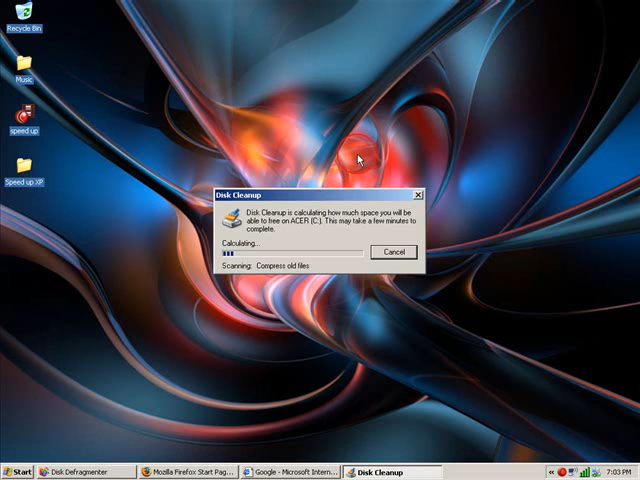 Recycle Bin
Music
speed up
Speed up XP
Disk Cleanup
Disk Cleanup is calculating how much space you will be
able to free on ACER (C:). This may take a few minutes to
complete.
Calculating...
Cancel
Scanning: Compress old files
Start
Disk Defragmenter
Mozilla Firefox Start Pag...
Google - Microsoft Intern...
Disk Cleanup
7:03 PM